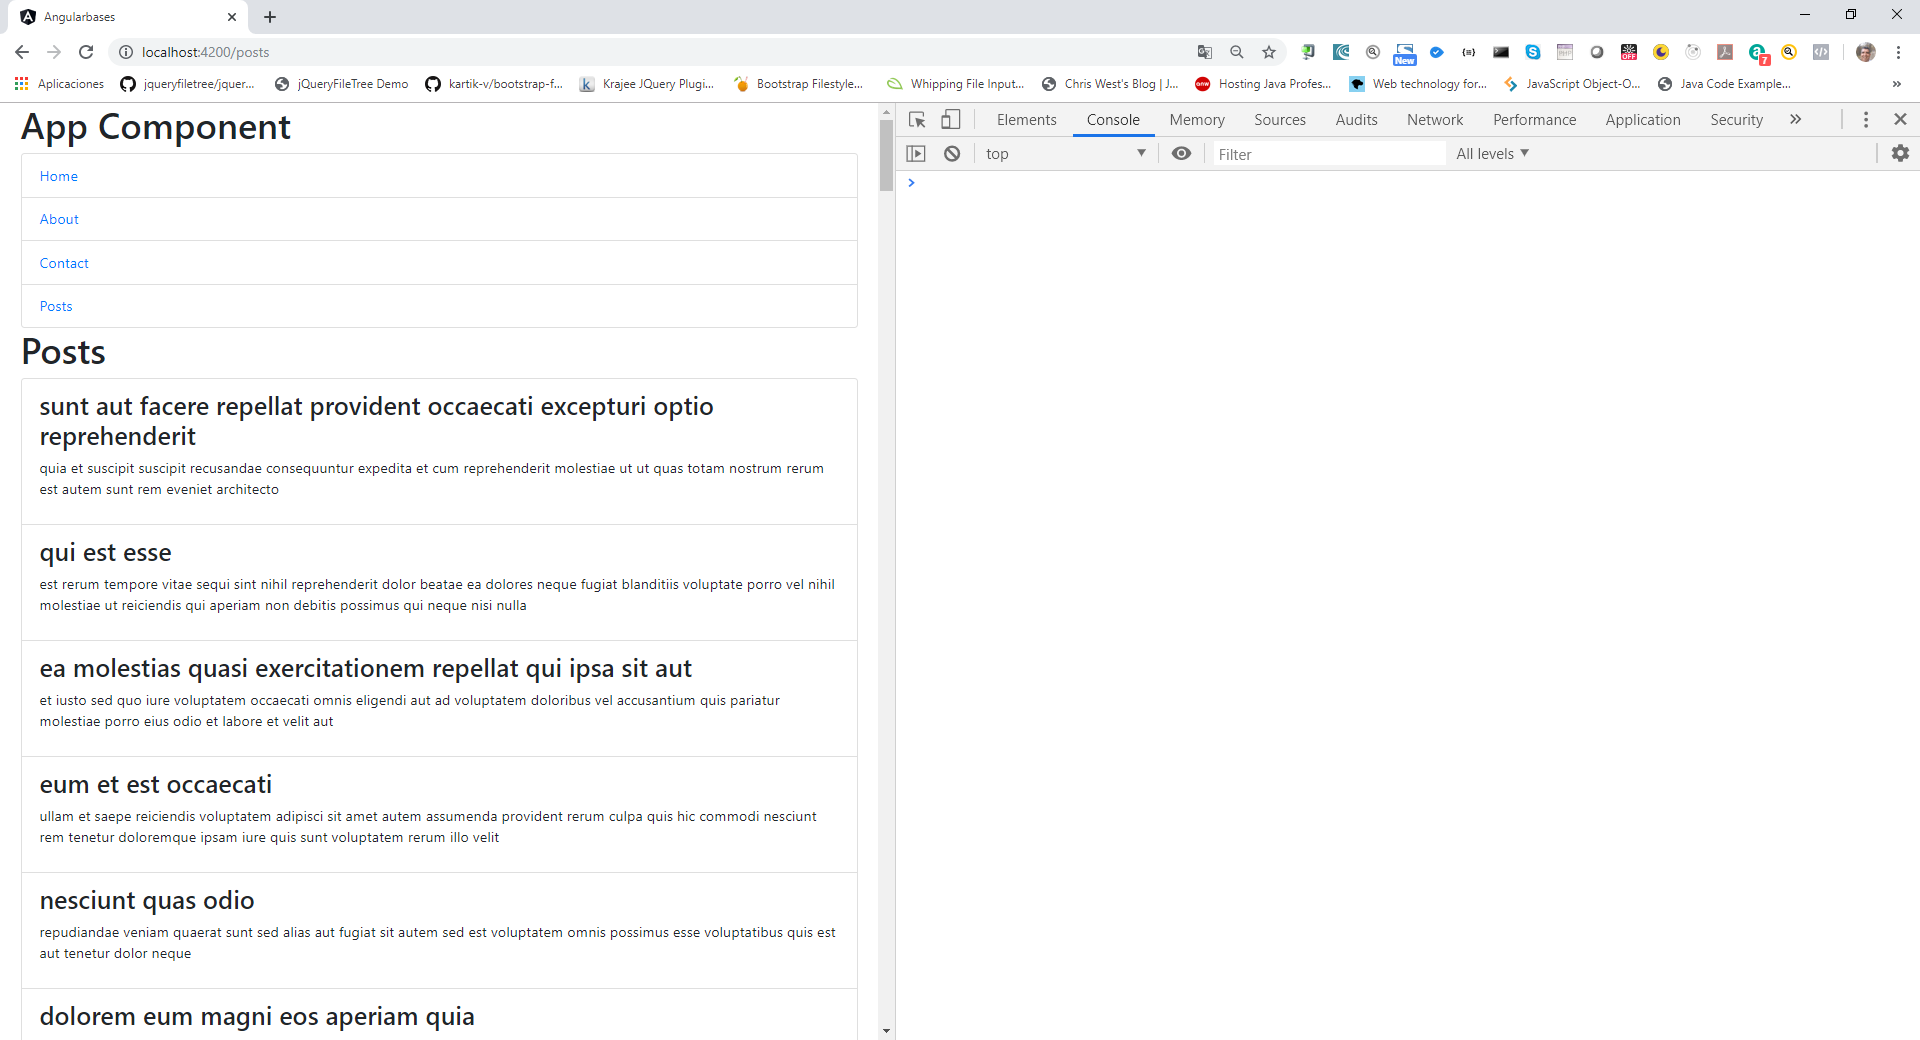 Angularbases
localhost:4200/posts
New
OFF
7
Aplicaciones
jqueryfiletree/jquer...
jQueryFileTree Demo
kartik-v/bootstrap-f...
Krajee JQuery Plugi...
Bootstrap Filestyle...
Whipping File Input...
Chris West's Blog | J...
Hosting Java Profes...
Web technology for...
JavaScript Object-O...
Java Code Example...
»
App Component
Home
About
Contact
Posts
Posts
sunt aut facere repellat provident occaecati excepturi optio
reprehenderit
quia et suscipit suscipit recusandae consequuntur expedita et cum reprehenderit molestiae ut ut quas totam nostrum rerum
est autem sunt rem eveniet architecto
qui est esse
est rerum tempore vitae sequi sint nihil reprehenderit dolor beatae ea dolores neque fugiat blanditiis voluptate porro vel nihil
molestiae ut reiciendis qui aperiam non debitis possimus qui neque nisi nulla
ea molestias quasi exercitationem repellat qui ipsa sit aut
et iusto sed quo iure voluptatem occaecati omnis eligendi aut ad voluptatem doloribus vel accusantium quis pariatur
molestiae porro eius odio et labore et velit aut
eum et est occaecati
ullam et saepe reiciendis voluptatem adipisci sit amet autem assumenda provident rerum culpa quis hic commodi nesciunt
rem tenetur doloremque ipsam iure quis sunt voluptatem rerum illo velit
nesciunt quas odio
repudiandae veniam quaerat sunt sed alias aut fugiat sit autem sed est voluptatem omnis possimus esse voluptatibus quis est
aut tenetur dolor neque
dolorem eum magni eos aperiam quia
Elements
Console
Memory
Sources
Audits
Network
Performance
Application
Security
»
top
Filter
All levels